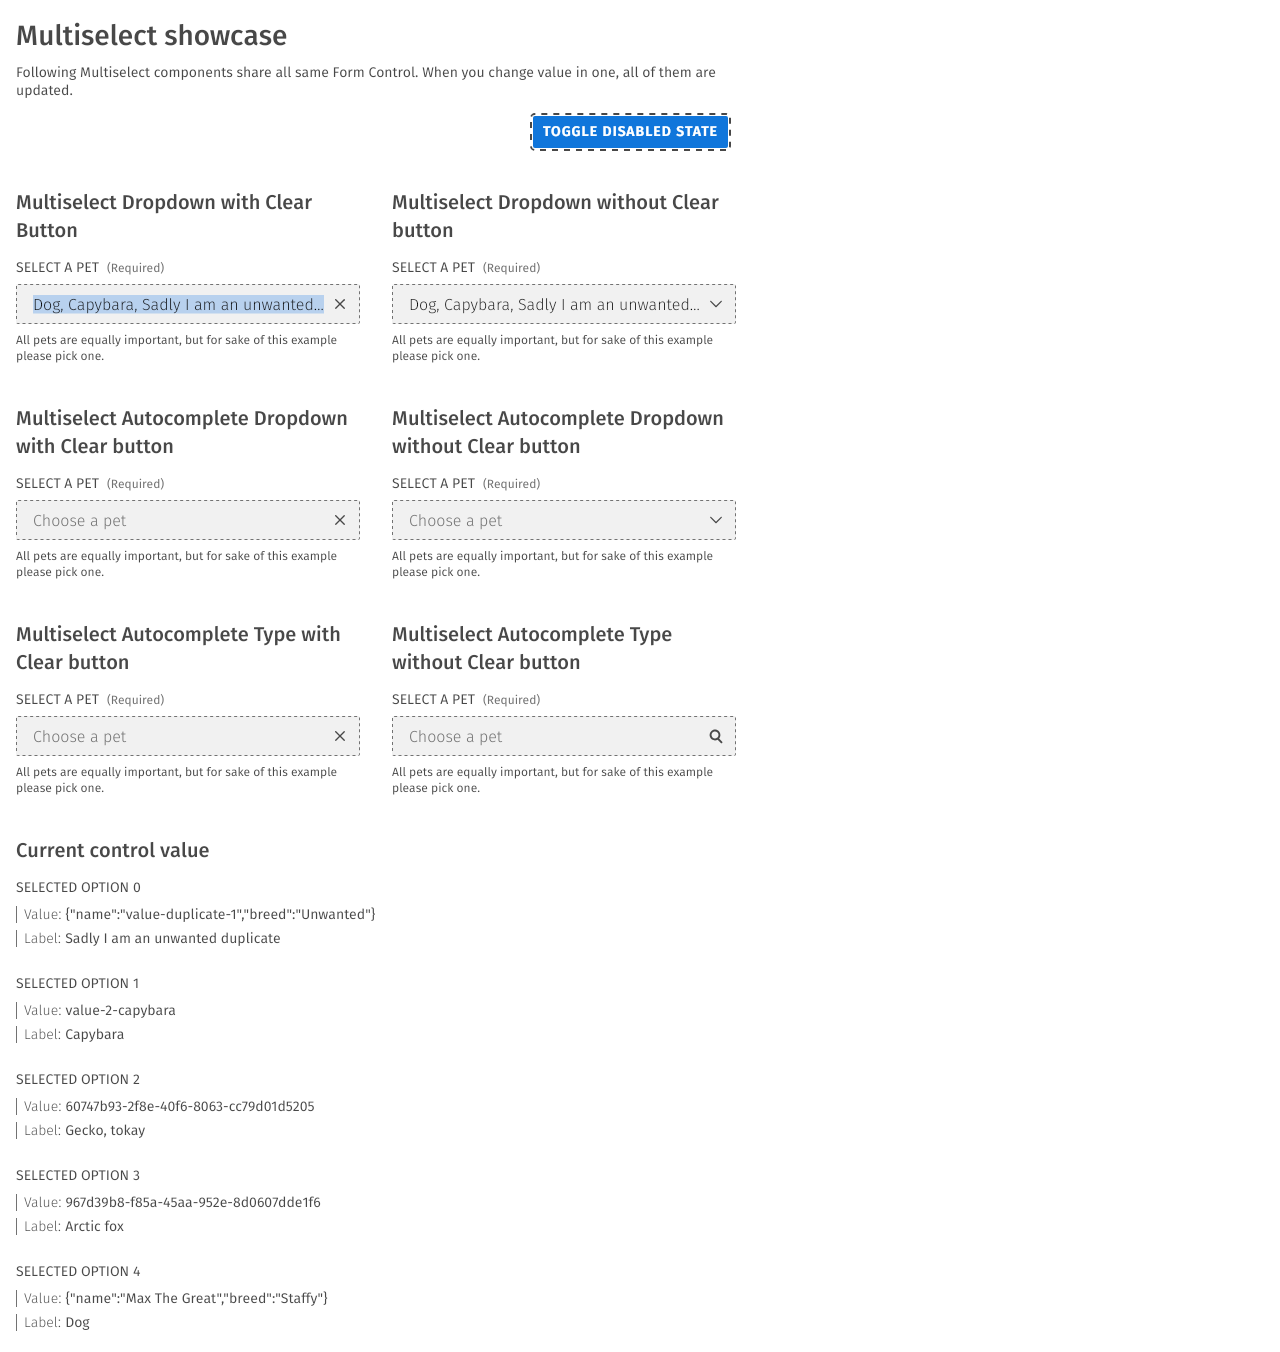 Multiselect showcase
Following Multiselect components share all same Form Control. When you change value in one, all of them are
updated.
TOGGLE DISABLED STATE
Multiselect Dropdown with Clear
Button
SELECT A PET (Required)
Dog, Capybara, Sadly I am an unwanted...
All pets are equally important, but for sake of this example
please pick one.
Multiselect Dropdown without Clear
button
SELECT A PET (Required)
Dog, Capybara, Sadly I am an unwanted...
All pets are equally important, but for sake of this example
please pick one.
Multiselect Autocomplete Dropdown
with Clear button
SELECT A PET (Required)
Choose a pet
All pets are equally important, but for sake of this example
please pick one.
Multiselect Autocomplete Dropdown
without Clear button
SELECT A PET (Required)
Choose a pet
All pets are equally important, but for sake of this example
please pick one.
Multiselect Autocomplete Type with
Clear button
SELECT A PET (Required)
Choose a pet
All pets are equally important, but for sake of this example
please pick one.
Multiselect Autocomplete Type
without Clear button
SELECT A PET (Required)
Choose a pet
All pets are equally important, but for sake of this example
please pick one.
Current control value
SELECTED OPTION 0
Value: {"name":"value-duplicate-1","breed":"Unwanted"}
Label: Sadly I am an unwanted duplicate
SELECTED OPTION 1
Value: value-2-capybara
Label: Capybara
SELECTED OPTION 2
Value: 60747b93-2f8e-40f6-8063-cc79d01d5205
Label: Gecko, tokay
SELECTED OPTION 3
Value: 967d39b8-f85a-45aa-952e-8d0607dde1f6
Label: Arctic fox
SELECTED OPTION 4
Value: {"name":"Max The Great","breed":"Staffy"}
Label: Dog